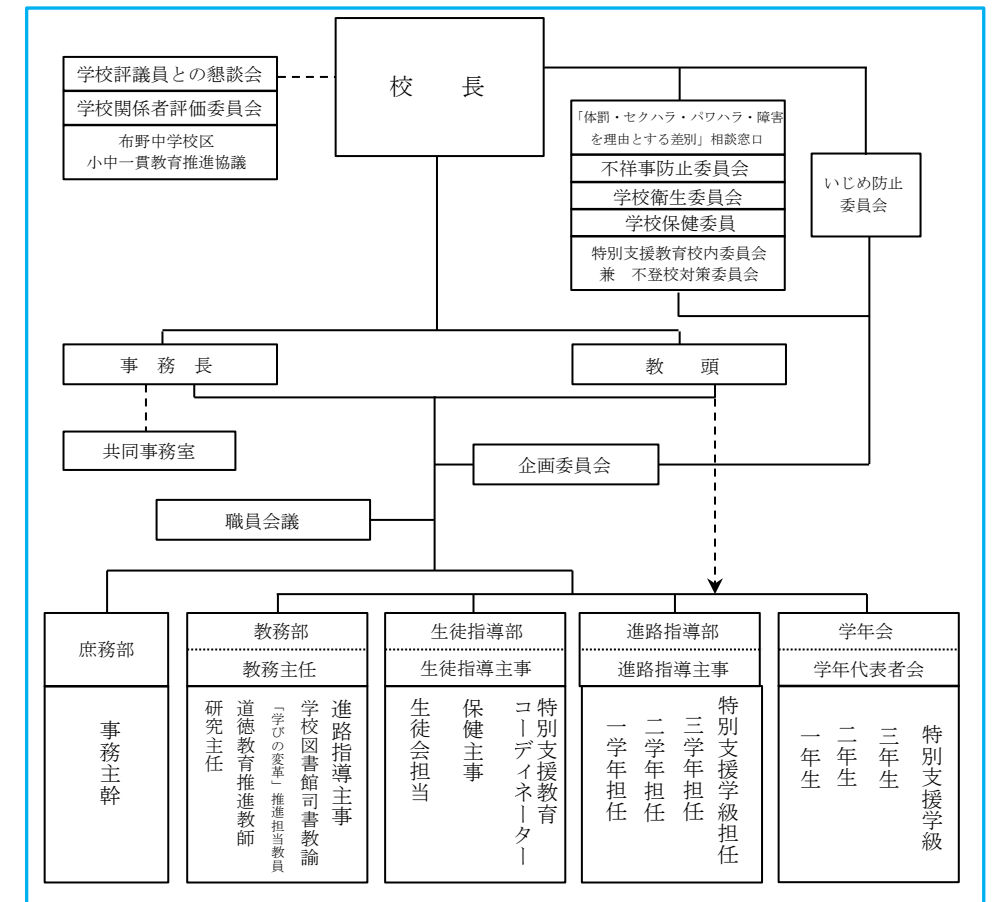 校　長
学校評議員との懇談会
学校関係者評価委員会
布野中学校区
小中一貫教育推進協議
「体罰・セクハラ・パワハラ・障害
を理由とする差別」相談窓口
不祥事防止委員会
学校衛生委員会
学校保健委員
特別支援教育校内委員会
兼　不登校対策委員会
いじめ防止
委員会
事　務　長
教　頭
共同事務室
企画委員会
職員会議
庶務部
事務主幹
教務部
教務主任
進路指導主事
学校図書館司書教諭
「学びの変革」推進担当教員
道徳教育推進教師
研究主任
生徒指導部
生徒指導主事
特別支援教育
コーディネーター
保健主事
生徒会担当
進路指導部
進路指導主事
特別支援学級担任
三学年担任
二学年担任
一学年担任
学年会
学年代表者会
特別支援学級
三年生
二年生
一年生